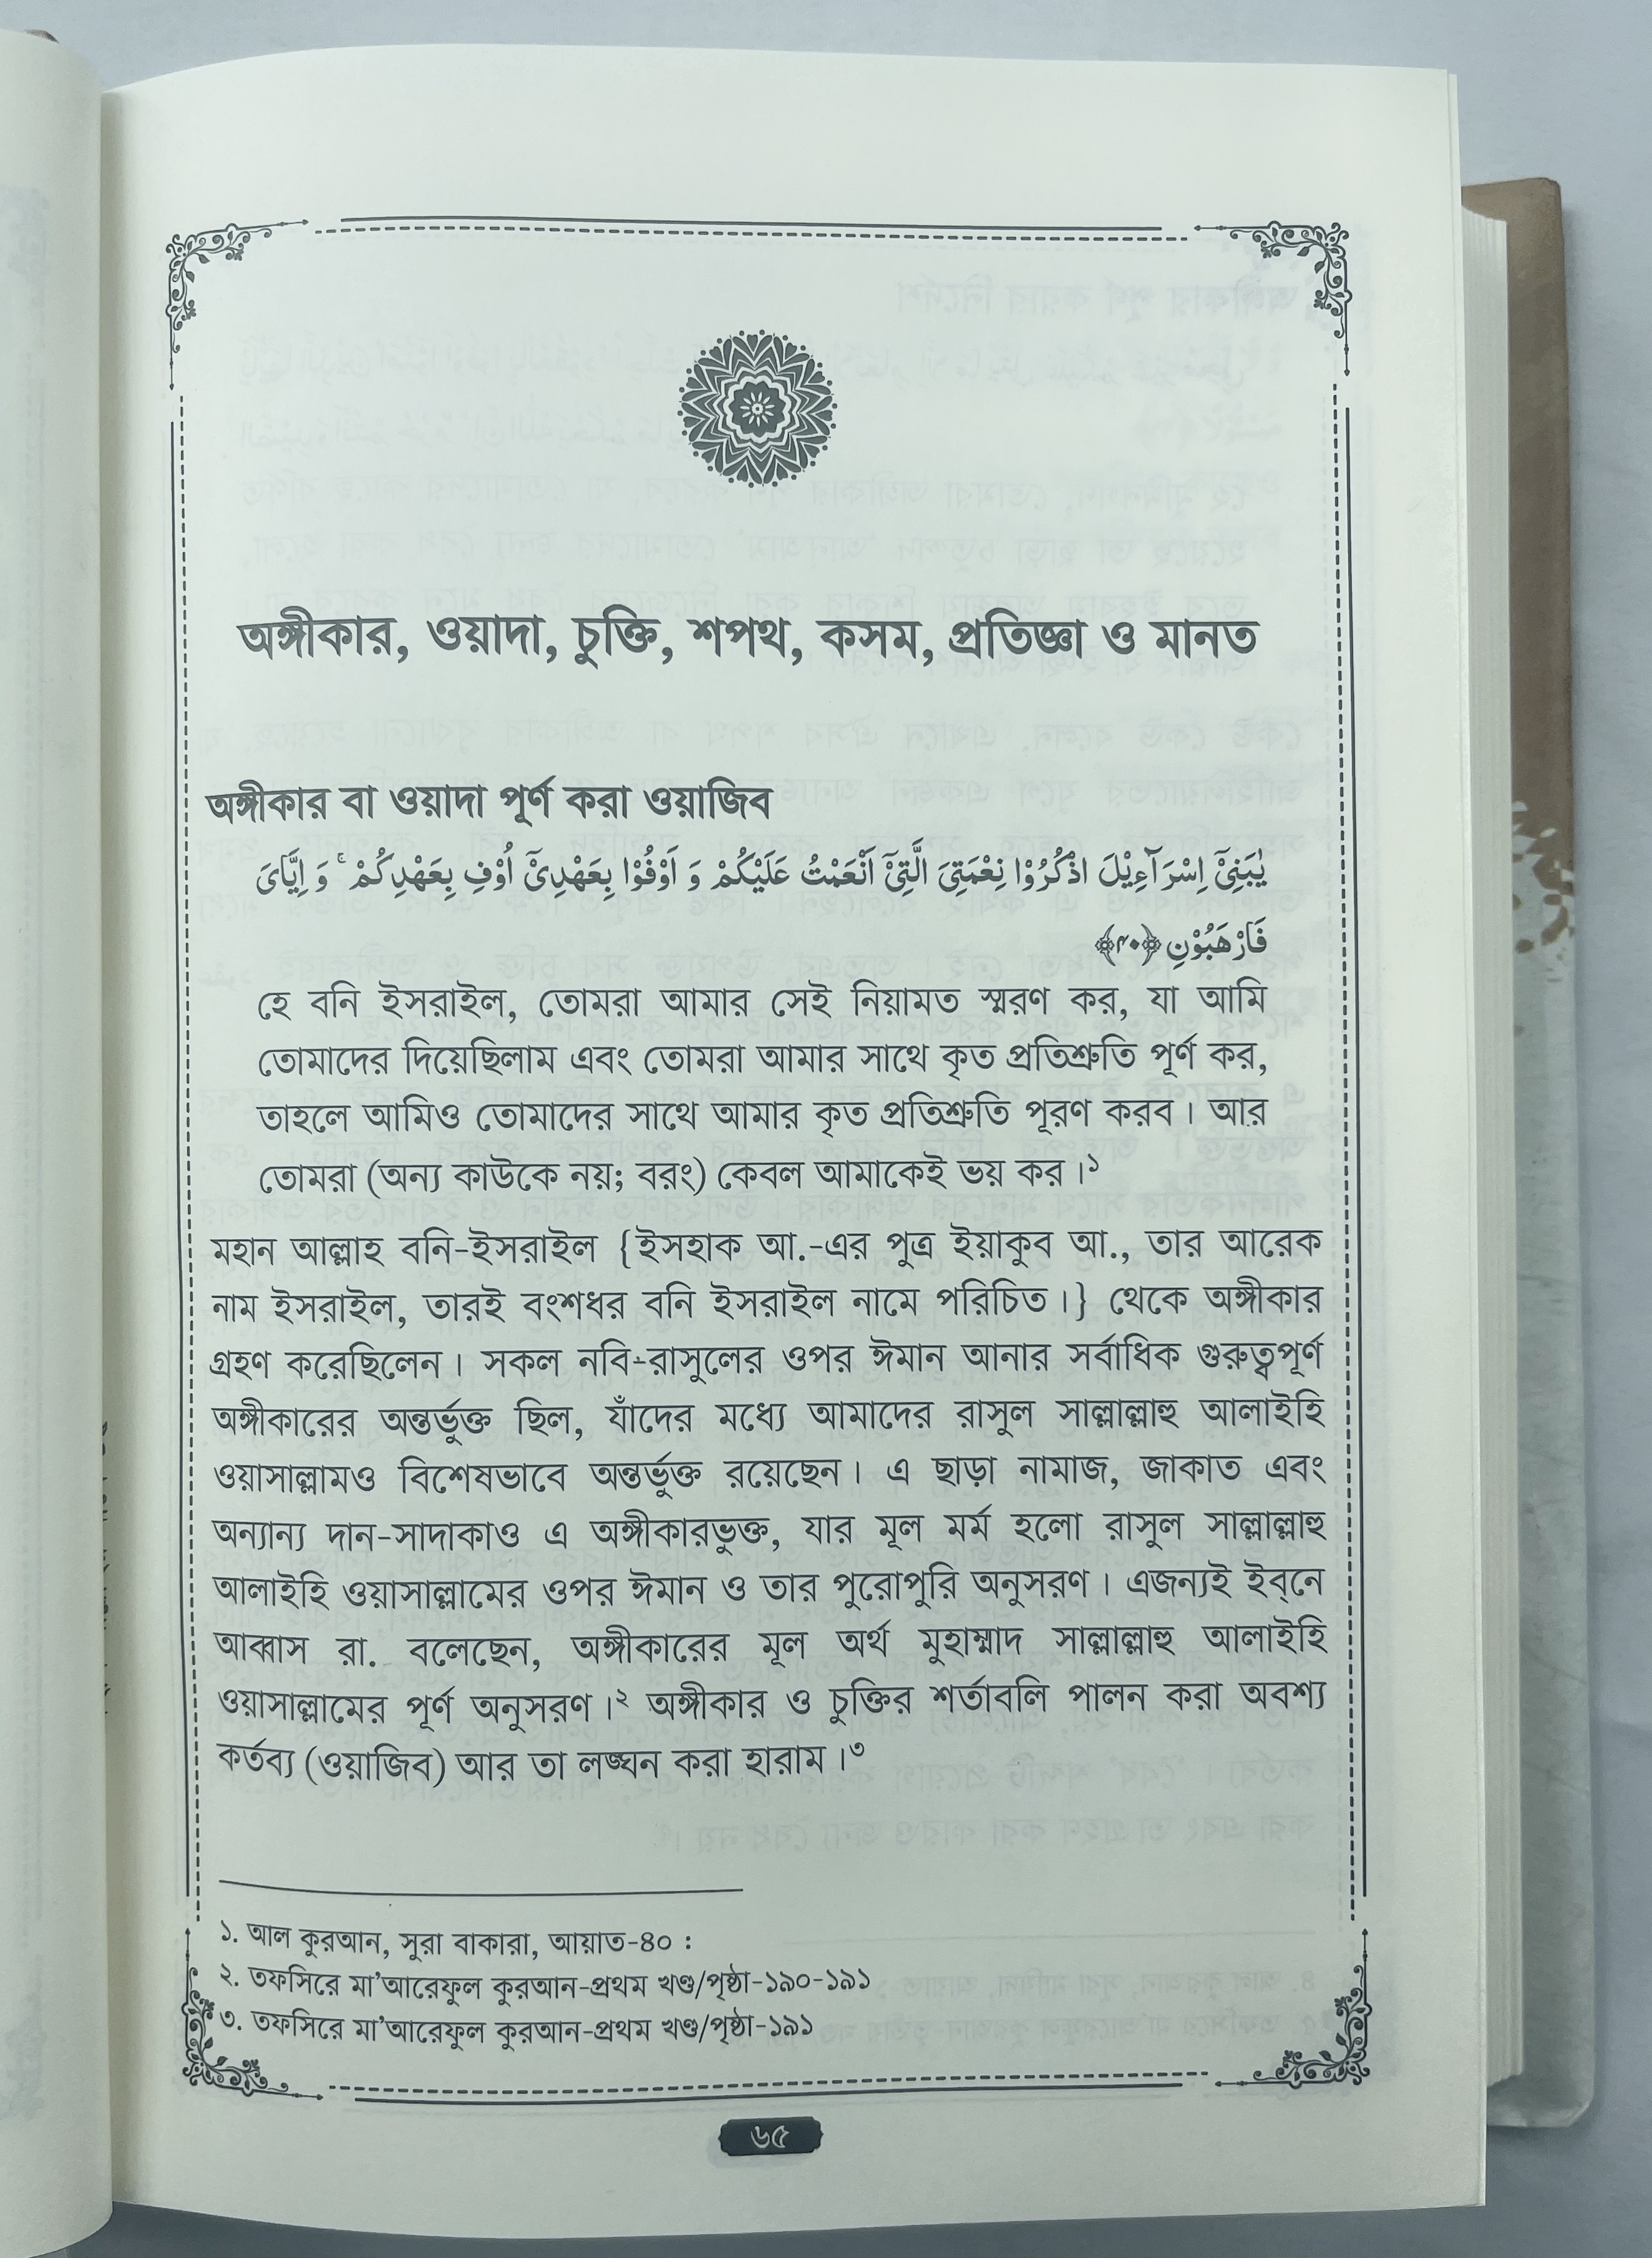 অঙ্গীকার, ওয়াদা, চুক্তি, শপথ, কসম, প্রতিজ্ঞা ও মানত
অঙ্গীকার বা ওয়াদা পূর্ণ করা ওয়াজিব
يٰبَنِيْۤ اِسْرَآءِيْلَ اذْكُرُوْا نِعْمَتِيَ الَّتِيْۤ اَنْعَمْتُ عَلَيْكُمْ وَ اَوْفُوْا بِعَهْدِيْۤ اُوْفِ بِعَهْدِكُمْ ۚ وَ اِيَّايَ
فَارْهَبُوْنِ ﴿۴۰﴾
হে বনি ইসরাইল, তোমরা আমার সেই নিয়ামত স্মরণ কর, যা আমি
তোমাদের দিয়েছিলাম এবং তোমরা আমার সাথে কৃত প্রতিশ্রুতি পূর্ণ কর,
তাহলে আমিও তোমাদের সাথে আমার কৃত প্রতিশ্রুতি পূরণ করব। আর
তোমরা (অন্য কাউকে নয়; বরং) কেবল আমাকেই ভয় কর।১
মহান আল্লাহ বনি-ইসরাইল {ইসহাক আ.-এর পুত্র ইয়াকুব আ., তার আরেক
নাম ইসরাইল, তারই বংশধর বনি ইসরাইল নামে পরিচিত।} থেকে অঙ্গীকার
গ্রহণ করেছিলেন। সকল নবি-রাসুলের ওপর ঈমান আনার সর্বাধিক গুরুত্বপূর্ণ
অঙ্গীকারের অন্তর্ভুক্ত ছিল, যাঁদের মধ্যে আমাদের রাসুল সাল্লাল্লাহু আলাইহি
ওয়াসাল্লামও বিশেষভাবে অন্তর্ভুক্ত রয়েছেন। এ ছাড়া নামাজ, জাকাত এবং
অন্যান্য দান-সাদাকাও এ অঙ্গীকারভুক্ত, যার মূল মর্ম হলো রাসুল সাল্লাল্লাহু
আলাইহি ওয়াসাল্লামের ওপর ঈমান ও তার পুরোপুরি অনুসরণ। এজন্যই ইব্‌নে
আব্বাস রা. বলেছেন, অঙ্গীকারের মূল অর্থ মুহাম্মাদ সাল্লাল্লাহু আলাইহি
ওয়াসাল্লামের পূর্ণ অনুসরণ।২ অঙ্গীকার ও চুক্তির শর্তাবলি পালন করা অবশ্য
কর্তব্য (ওয়াজিব) আর তা লঙ্ঘন করা হারাম।৩
১. আল কুরআন, সুরা বাকারা, আয়াত-৪০ :
২. তফসিরে মা'আরেফুল কুরআন-প্রথম খণ্ড/পৃষ্ঠা-১৯০-১৯১
৩. তফসিরে মা'আরেফুল কুরআন-প্রথম খণ্ড/পৃষ্ঠা-১৯১
৬৫